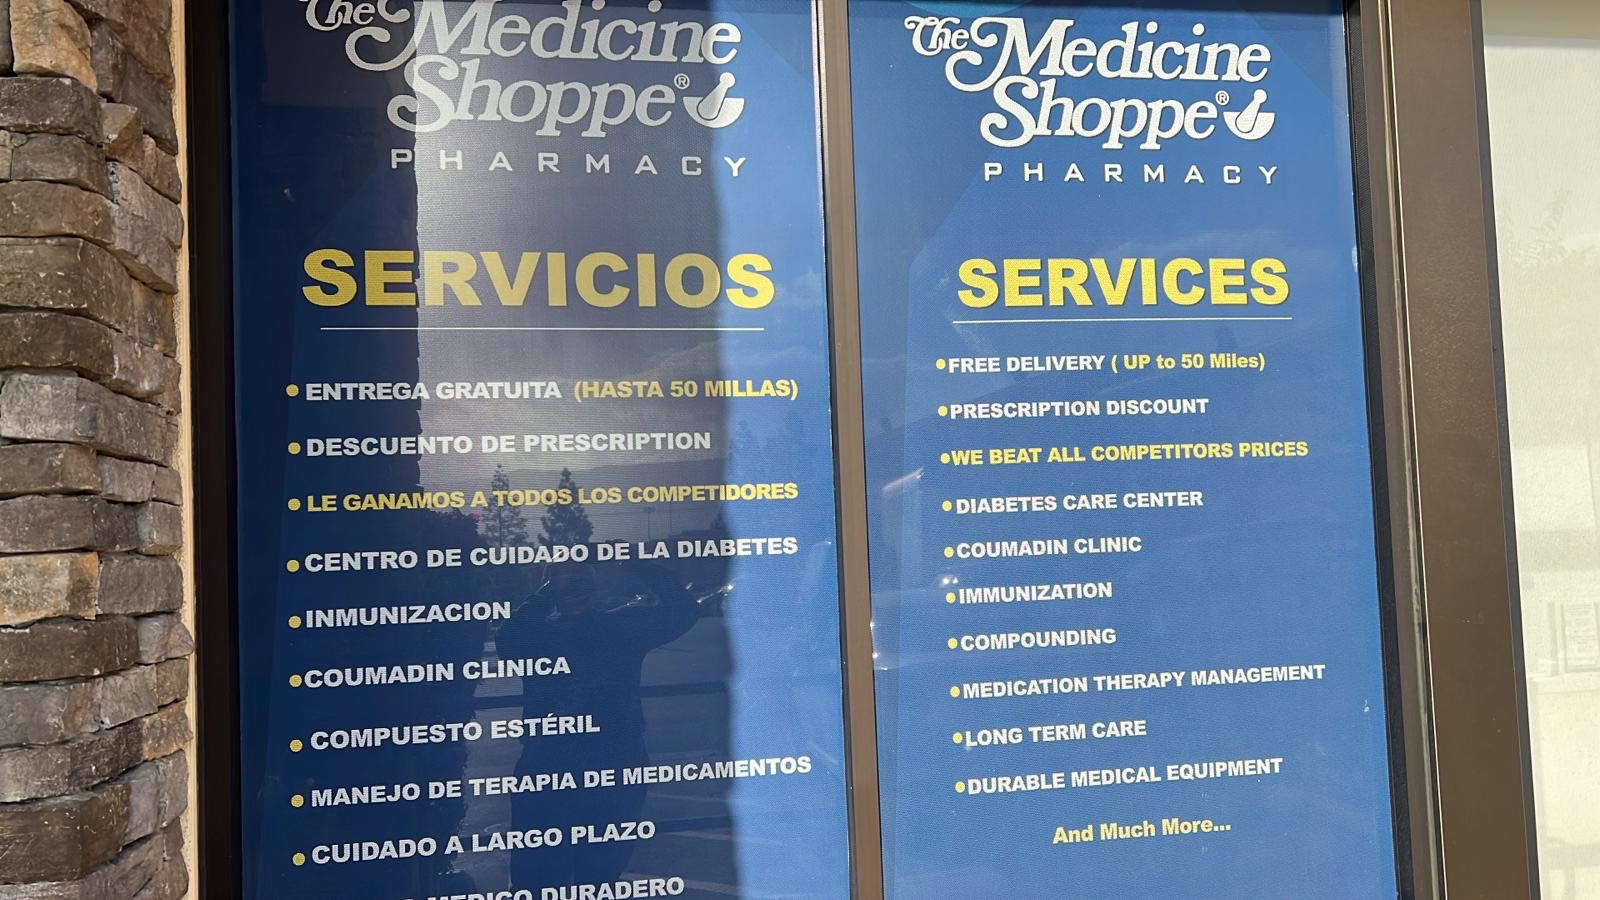 The Medicine
Shoppe®
PHARMACY
SERVICIOS
•ENTREGA GRATUITA (HASTA 50 MILLAS)
•DESCUENTO DE PRESCRIPTION
•LE GANAMOS A TODOS LOS COMPETIDORES
•CENTRO DE CUIDADO DE LA DIABETES
•INMUNIZACION
•COUMADIN CLINICA
•COMPUESTO ESTÉRIL
•MANEJO DE TERAPIA DE MEDICAMENTOS
•CUIDADO A LARGO PLAZO
MEDICO DURADERO
The Medicine
Shoppe®
PHARMACY
SERVICES
•FREE DELIVERY ( UP to 50 Miles)
•PRESCRIPTION DISCOUNT
•WE BEAT ALL COMPETITORS PRICES
•DIABETES CARE CENTER
•COUMADIN CLINIC
•IMMUNIZATION
•COMPOUNDING
•MEDICATION THERAPY MANAGEMENT
•LONG TERM CARE
•DURABLE MEDICAL EQUIPMENT
And Much More...